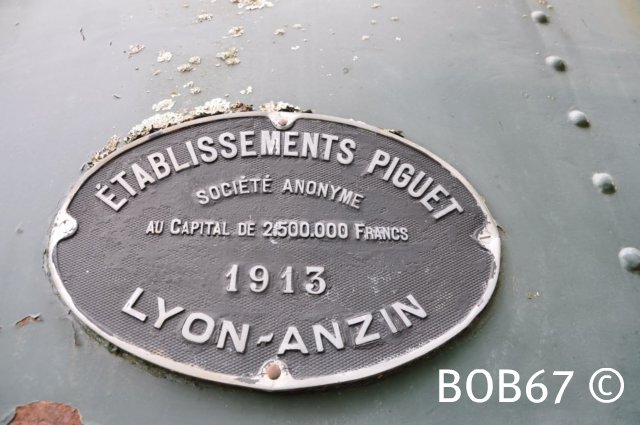 ÉTABLISSEMENTS PIGUET
SOCIÉTÉ ANONYME
AU CAPITAL DE 2.500.000 FRANCS
1913
LYON-ANZIN
BOB67 ©